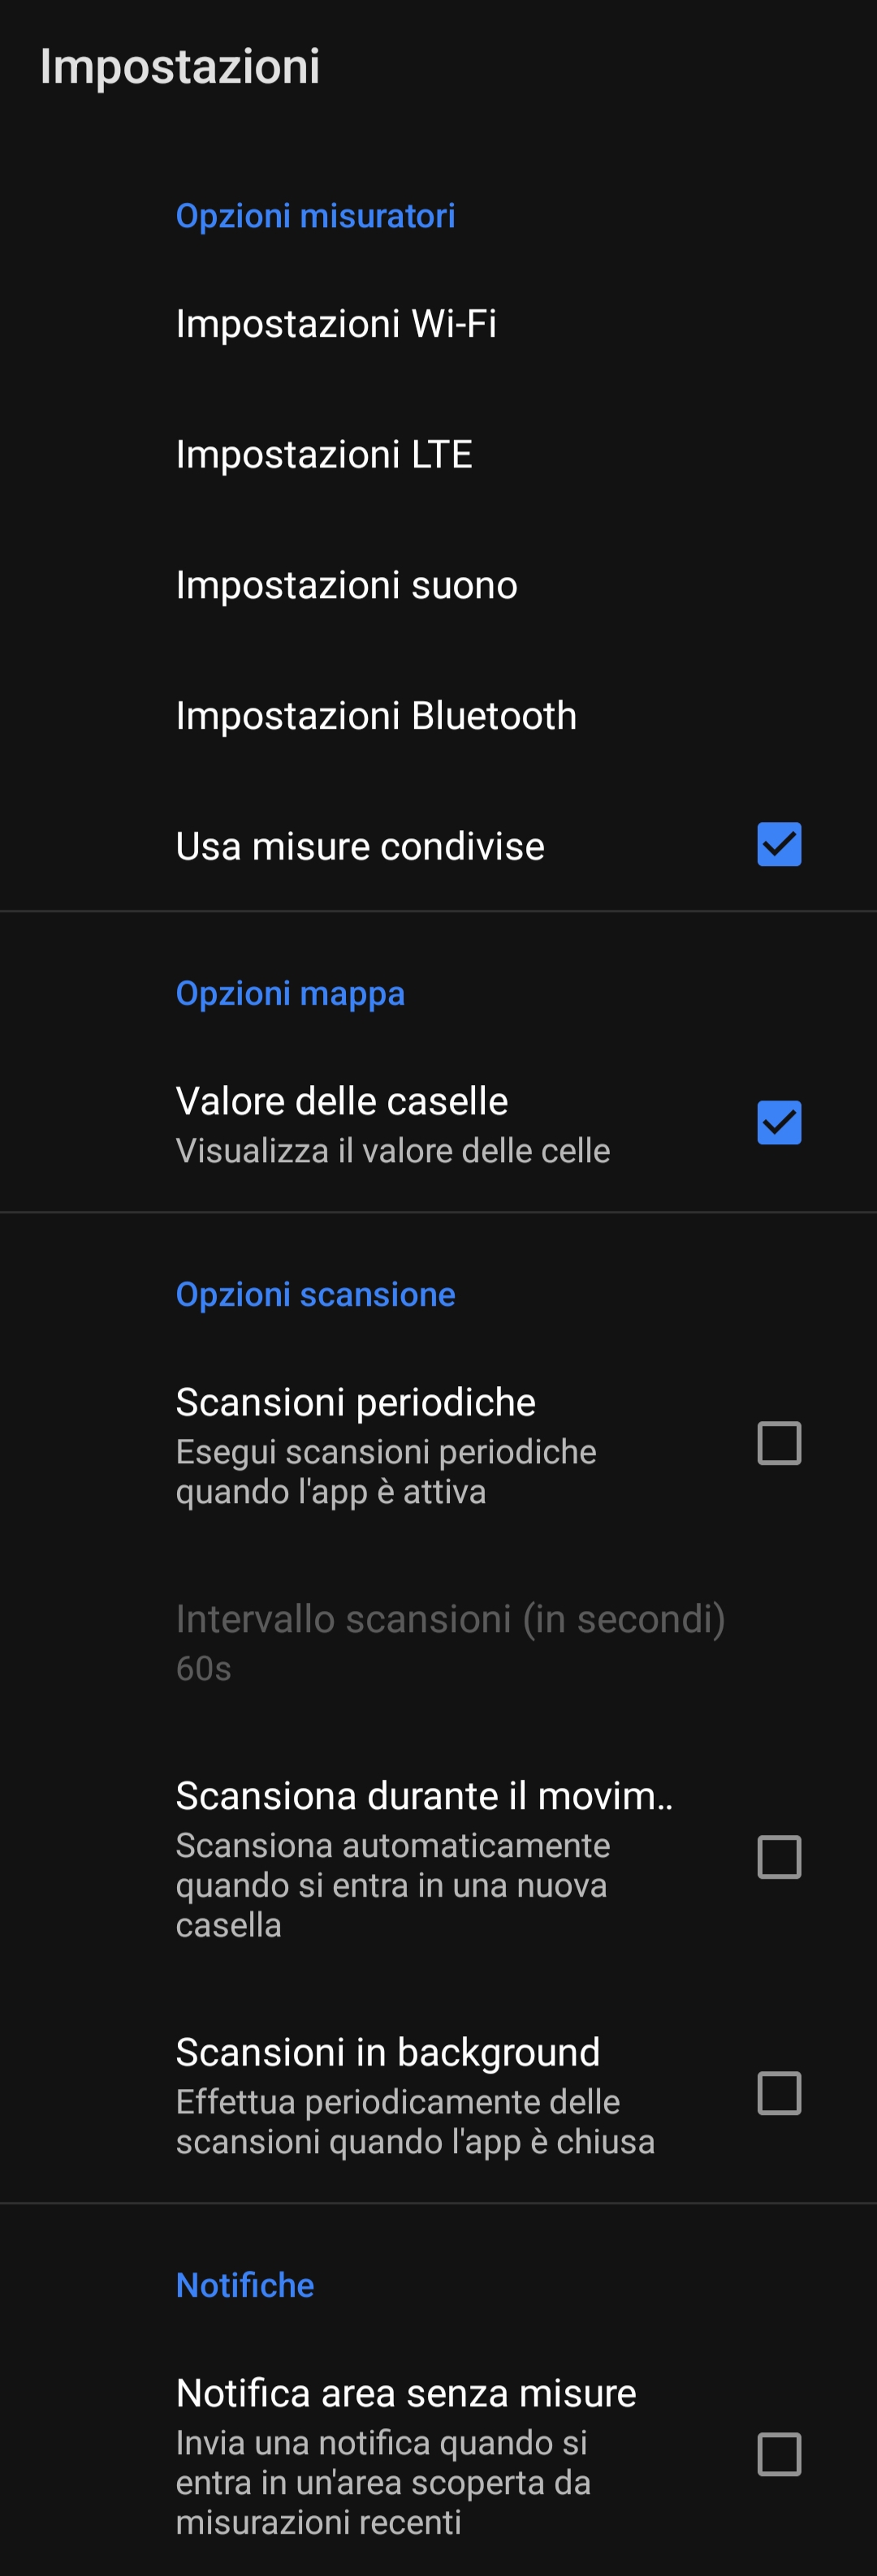 Impostazioni
Opzioni misuratori
Impostazioni Wi-Fi
Impostazioni LTE
Impostazioni suono
Impostazioni Bluetooth
Usa misure condivise
Opzioni mappa
Valore delle caselle
Visualizza il valore delle celle
Opzioni scansione
Scansioni periodiche
Esegui scansioni periodiche
quando l'app è attiva
Intervallo scansioni (in secondi)
60s
Scansiona durante il movim..
Scansiona automaticamente
quando si entra in una nuova
casella
Scansioni in background
Effettua periodicamente delle
scansioni quando l'app è chiusa
Notifiche
Notifica area senza misure
Invia una notifica quando si
entra in un'area scoperta da
misurazioni recenti